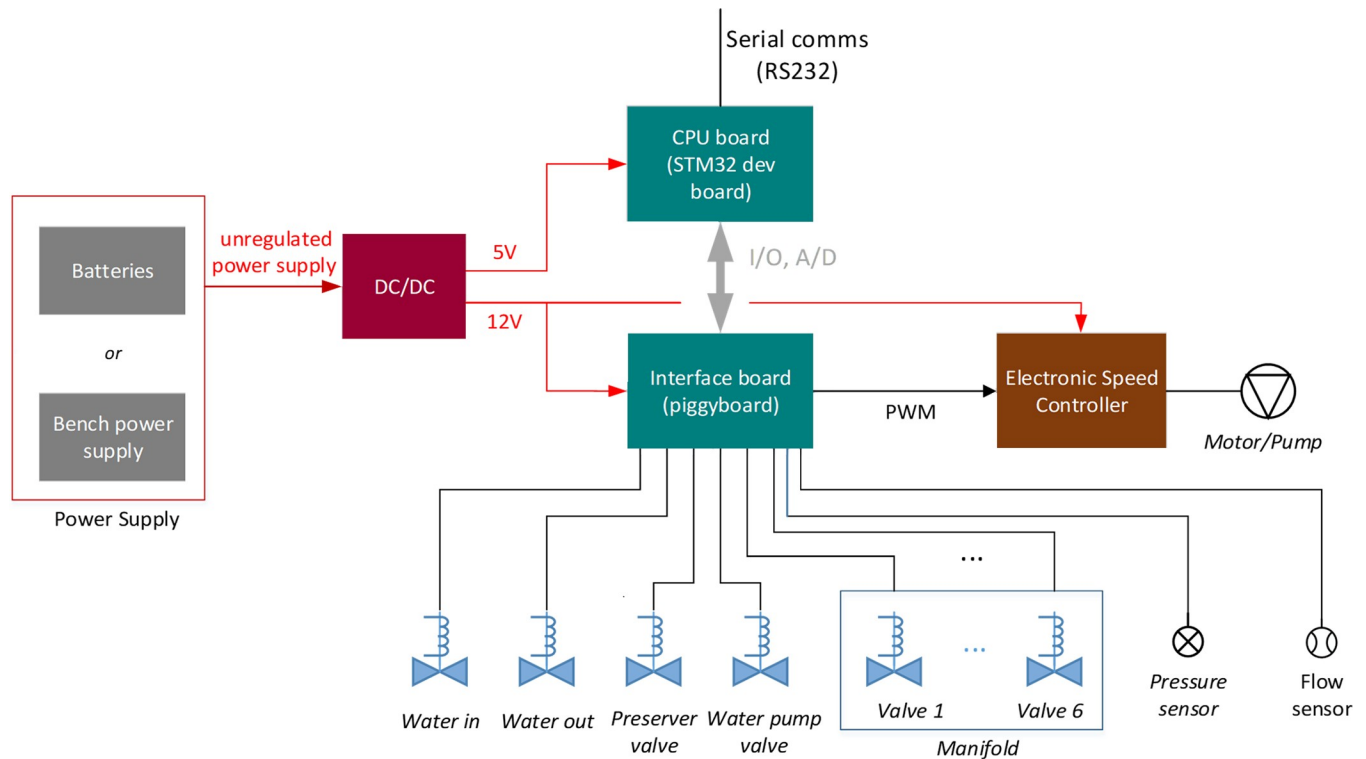 Serial comms
(RS232)
CPU board
(STM32 dev
board)
Batteries
or
Bench power
supply
Power Supply
unregulated
power supply
DC/DC
5V
12V
I/O, A/D
Interface board
(piggyboard)
PWM
Electronic Speed
Controller
Motor/Pump
...
...
Water in
Water out
Preserver
valve
Water pump
valve
Valve 1
Valve 6
Manifold
Pressure
sensor
Flow
sensor